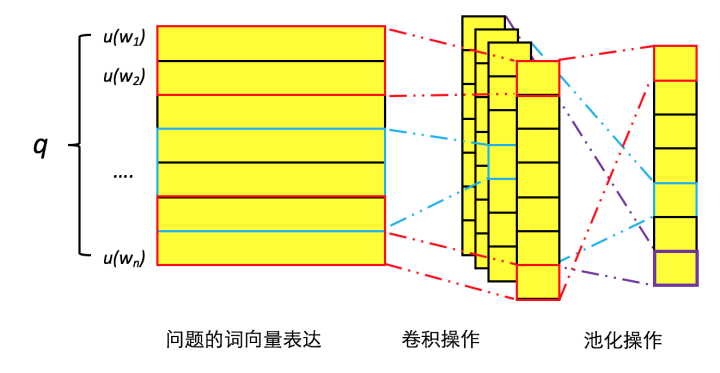 u(w₁)
u(w₂)
q
....
u(wₙ)
问题的词向量表达 卷积操作 池化操作